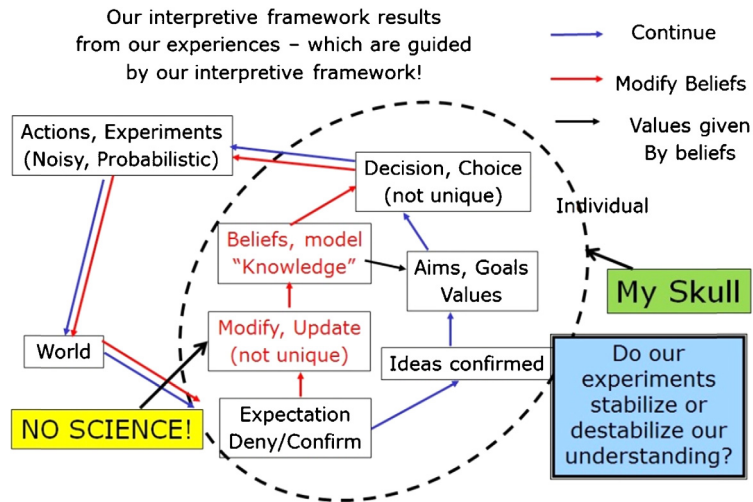 Our interpretive framework results
from our experiences – which are guided
by our interpretive framework!
Continue
Modify Beliefs
Values given
By beliefs
Actions, Experiments
(Noisy, Probabilistic)
Decision, Choice
(not unique)
Individual
Beliefs, model
“Knowledge”
Aims, Goals
Values
My Skull
Modify, Update
(not unique)
World
Ideas confirmed
Do our
experiments
stabilize or
destabilize our
understanding?
NO SCIENCE!
Expectation
Deny/Confirm